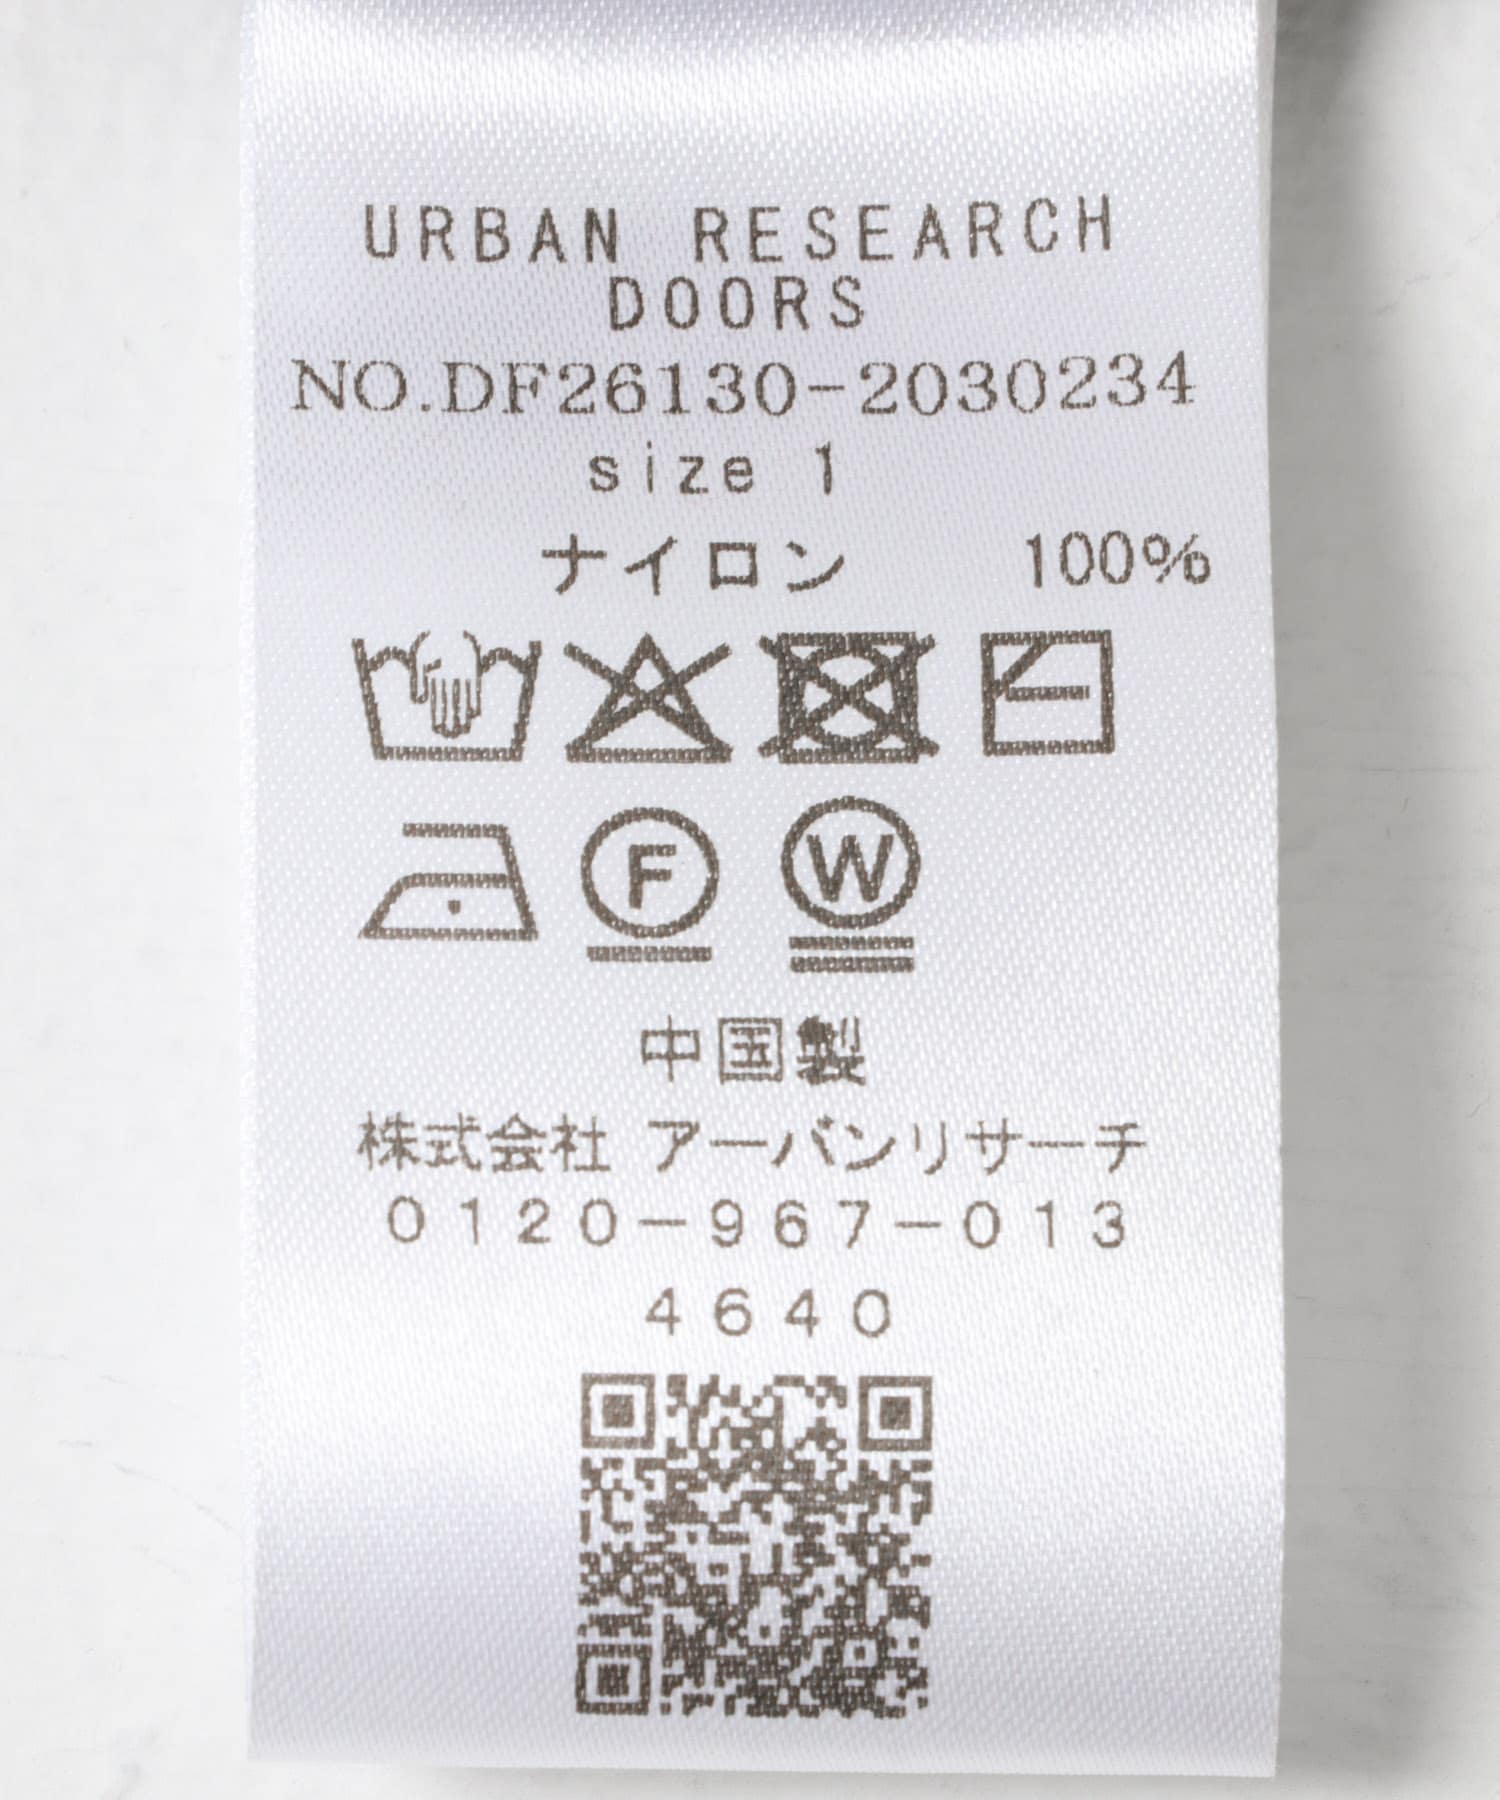 URBAN RESEARCH
DOORS
NO.DF26130-2030234
size 1
ナイロン 100%
F W
中国製
株式会社 アーバンリサーチ
0120-967-013
4640